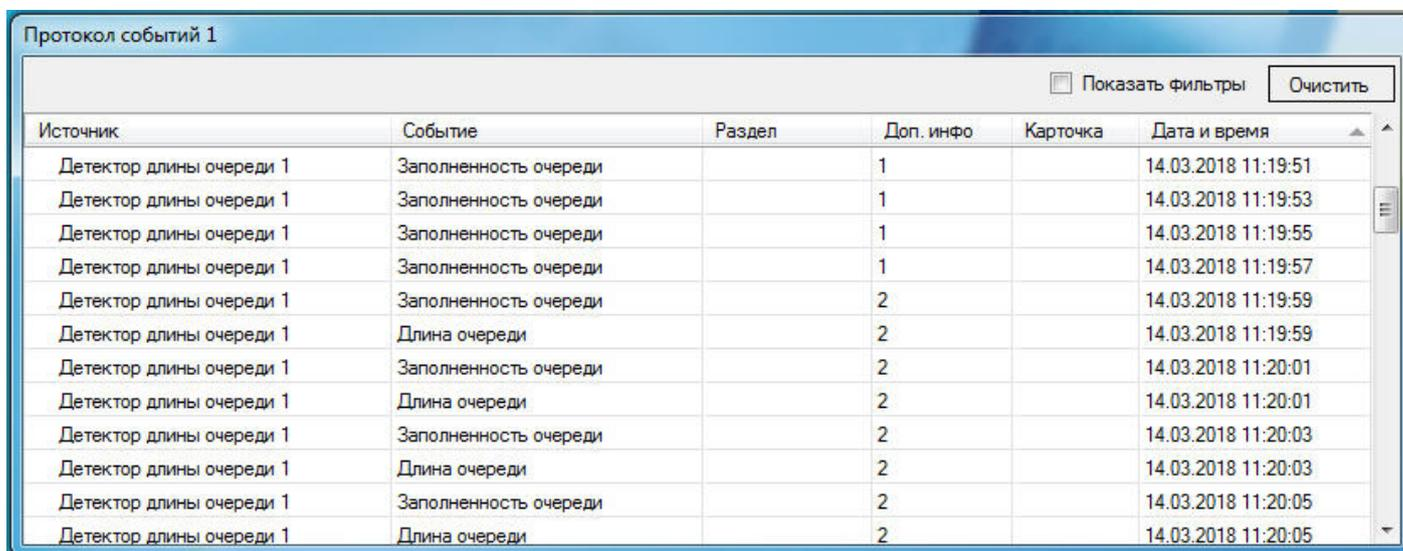 Протокол событий 1
Показать фильтры Очистить
Источник Событие Раздел Доп. инфо Карточка Дата и время
Детектор длины очереди 1 Заполненность очереди 1 14.03.2018 11:19:51
Детектор длины очереди 1 Заполненность очереди 1 14.03.2018 11:19:53
Детектор длины очереди 1 Заполненность очереди 1 14.03.2018 11:19:55
Детектор длины очереди 1 Заполненность очереди 1 14.03.2018 11:19:57
Детектор длины очереди 1 Заполненность очереди 2 14.03.2018 11:19:59
Детектор длины очереди 1 Длина очереди 2 14.03.2018 11:19:59
Детектор длины очереди 1 Заполненность очереди 2 14.03.2018 11:20:01
Детектор длины очереди 1 Длина очереди 2 14.03.2018 11:20:01
Детектор длины очереди 1 Заполненность очереди 2 14.03.2018 11:20:03
Детектор длины очереди 1 Длина очереди 2 14.03.2018 11:20:03
Детектор длины очереди 1 Заполненность очереди 2 14.03.2018 11:20:05
Детектор длины очереди 1 Длина очереди 2 14.03.2018 11:20:05